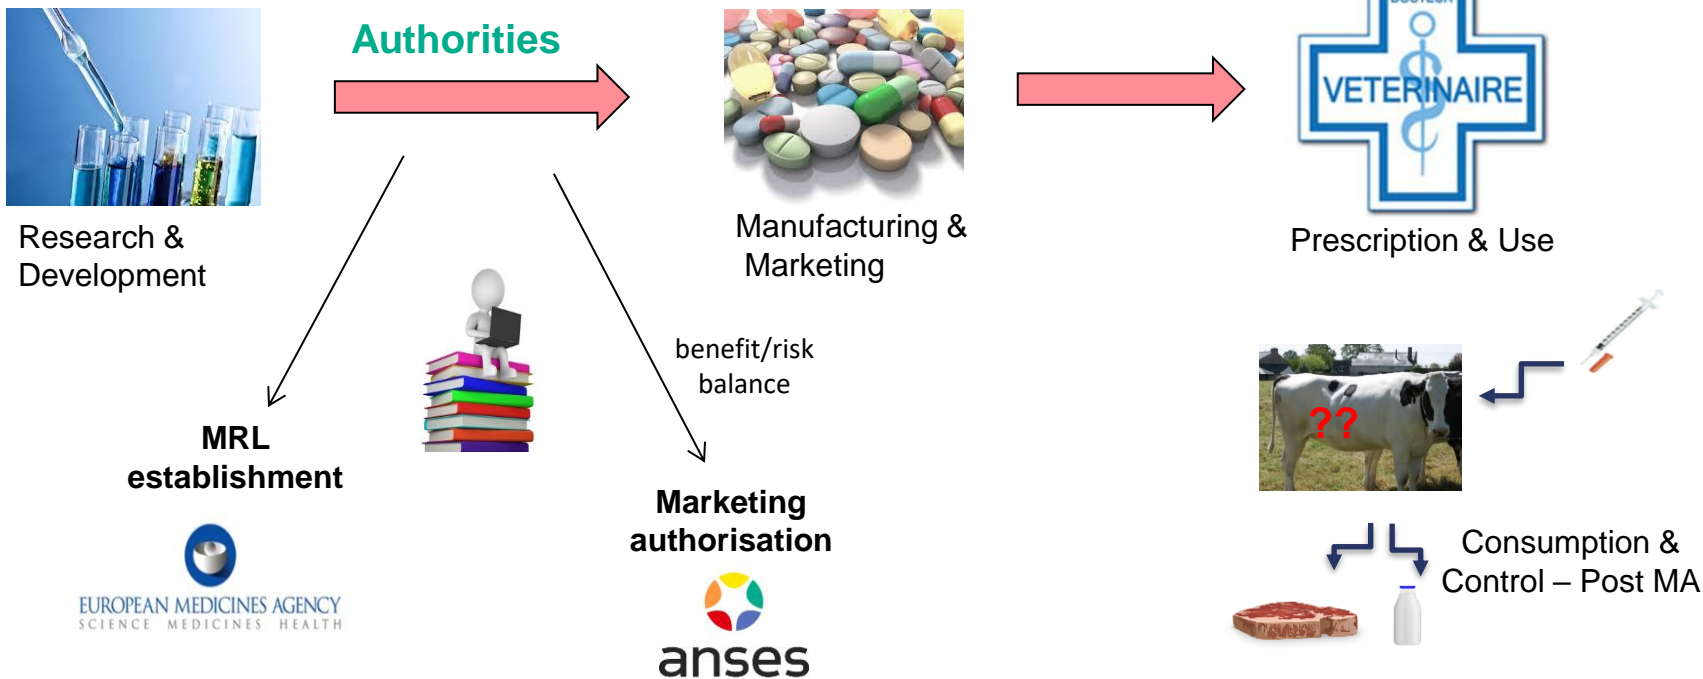 Authorities
Research &
Development
Manufacturing &
Marketing
DOCTEUR
VETERINAIRE
Prescription & Use
benefit/risk
balance
MRL
establishment
EUROPEAN MEDICINES AGENCY
SCIENCE MEDICINES HEALTH
Marketing
authorisation
anses
??
Consumption &
Control – Post MA